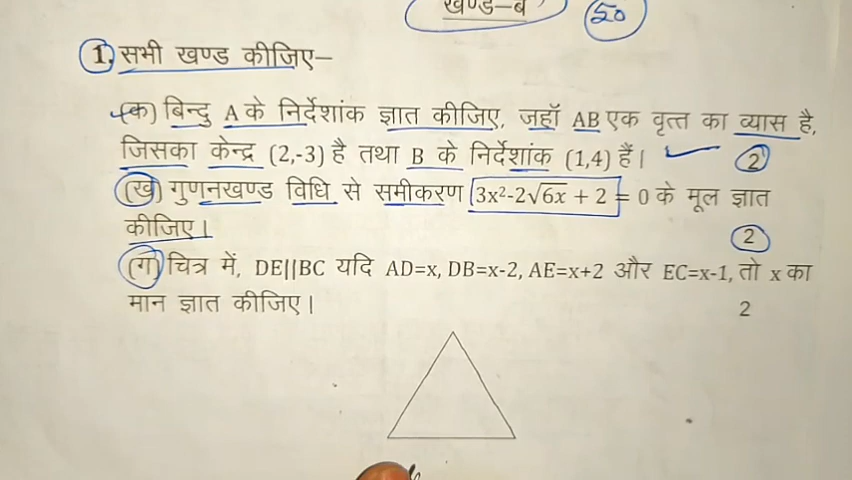 खण्ड–ब
50
1. सभी खण्ड कीजिए–
(क) बिन्दु A के निर्देशांक ज्ञात कीजिए, जहाँ AB एक वृत्त का व्यास है,
जिसका केन्द्र (2,-3) है तथा B के निर्देशांक (1,4) हैं। 2
(ख) गुणनखण्ड विधि से समीकरण 3x²-2√6x + 2 = 0 के मूल ज्ञात
कीजिए। 2
(ग) चित्र में, DE||BC यदि AD=x, DB=x-2, AE=x+2 और EC=x-1, तो x का
मान ज्ञात कीजिए। 2